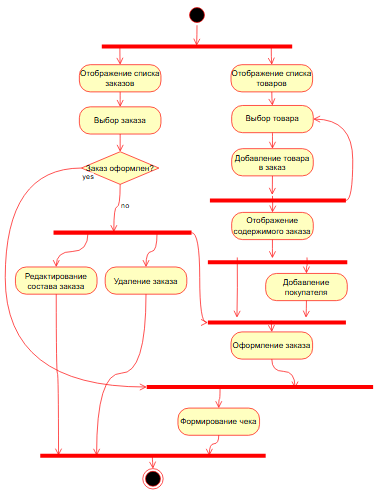 Отображение списка
заказов
Отображение списка
товаров
Выбор заказа
Выбор товара
Заказ оформлен?
yes
Добавление товара
в заказ
no
Отображение
содержимого заказа
Редактирование
состава заказа
Удаление заказа
Добавление
покупателя
Оформление заказа
Формирование чека